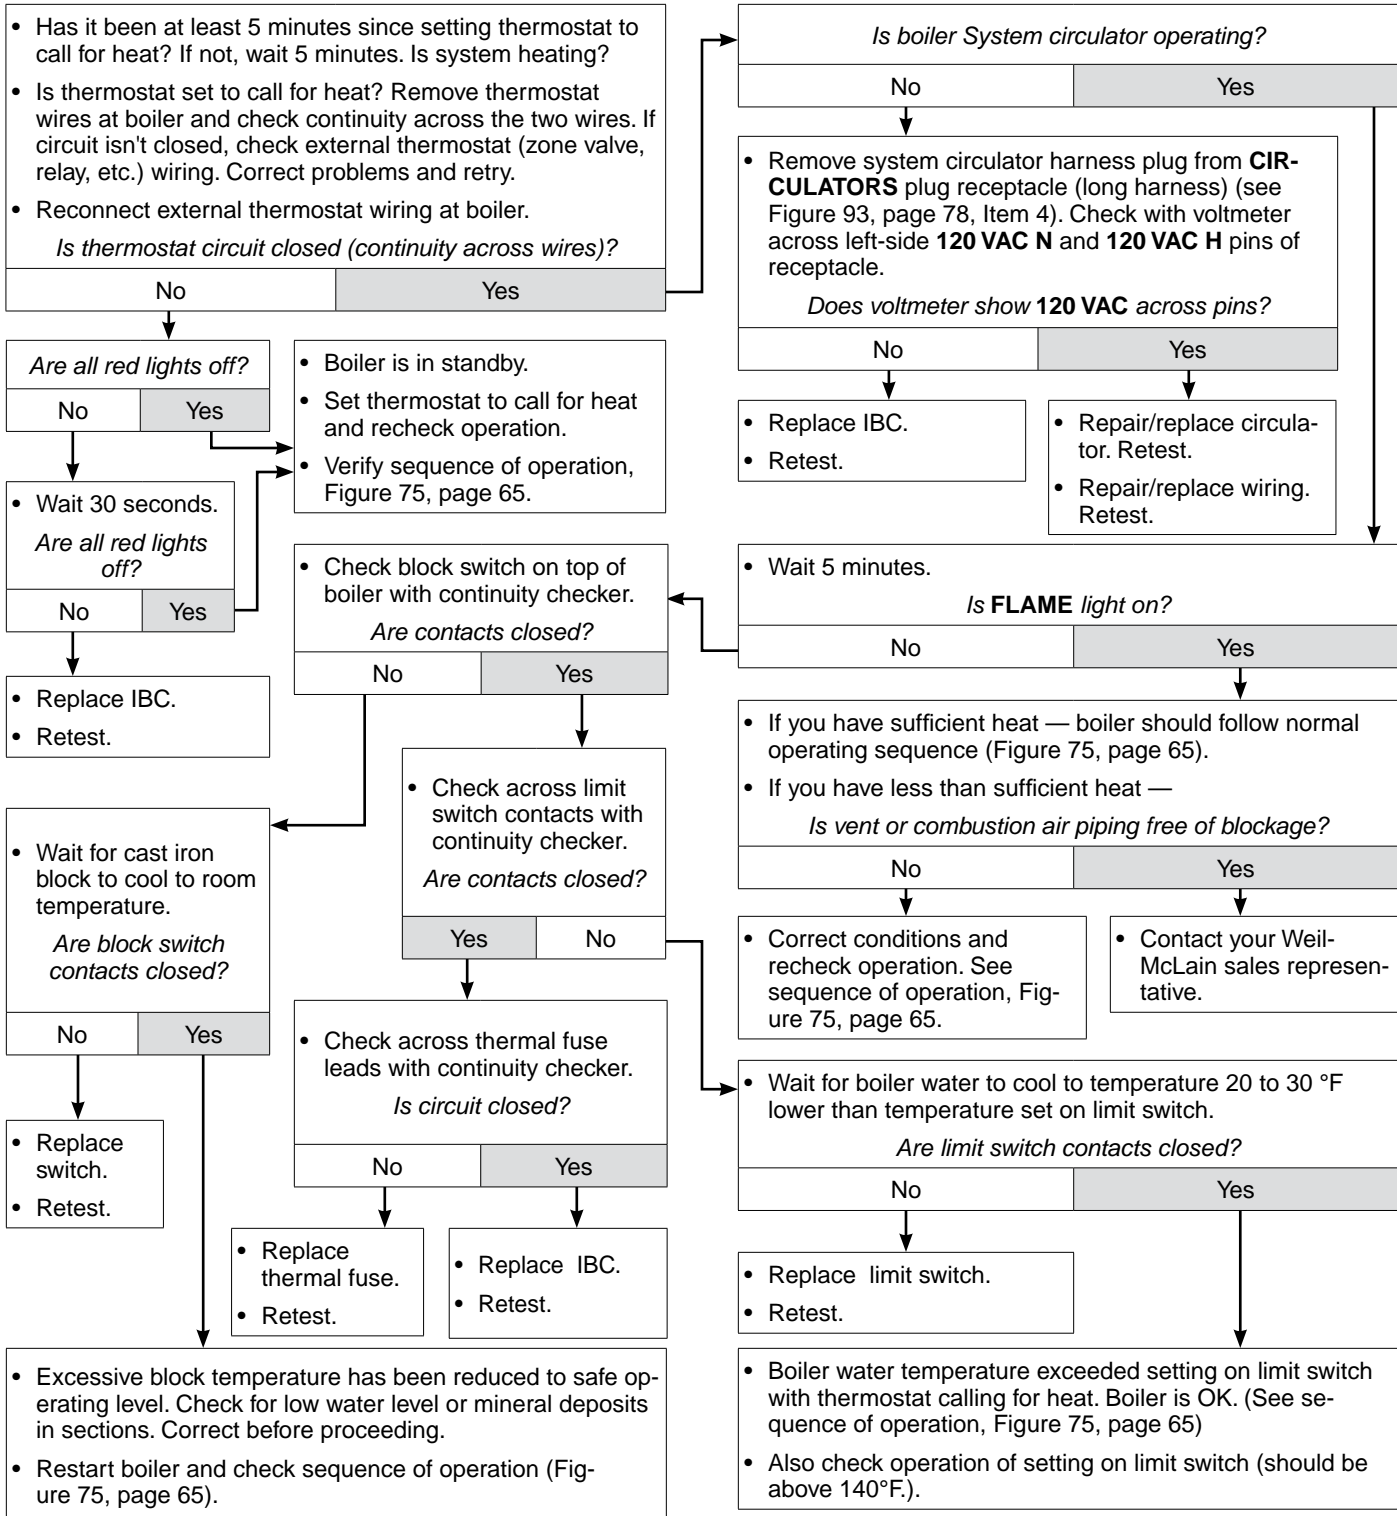 • Has it been at least 5 minutes since setting thermostat to
call for heat? If not, wait 5 minutes. Is system heating?
• Is thermostat set to call for heat? Remove thermostat
wires at boiler and check continuity across the two wires. If
circuit isn't closed, check external thermostat (zone valve,
relay, etc.) wiring. Correct problems and retry.
• Reconnect external thermostat wiring at boiler.
Is thermostat circuit closed (continuity across wires)?
No
Yes
Is boiler System circulator operating?
No
Yes
• Remove system circulator harness plug from CIR-
CULATORS plug receptacle (long harness) (see
Figure 93, page 78, Item 4). Check with voltmeter
across left-side 120 VAC N and 120 VAC H pins of
receptacle.
Does voltmeter show 120 VAC across pins?
No
Yes
• Replace IBC.
• Retest.
• Repair/replace circula-
tor. Retest.
• Repair/replace wiring.
Retest.
Are all red lights off?
No
Yes
• Boiler is in standby.
• Set thermostat to call for heat
and recheck operation.
• Verify sequence of operation,
Figure 75, page 65.
• Wait 30 seconds.
Are all red lights
off?
No
Yes
• Replace IBC.
• Retest.
• Check block switch on top of
boiler with continuity checker.
Are contacts closed?
No
Yes
• Wait 5 minutes.
Is FLAME light on?
No
Yes
• If you have sufficient heat — boiler should follow normal
operating sequence (Figure 75, page 65).
• If you have less than sufficient heat —
Is vent or combustion air piping free of blockage?
No
Yes
• Correct conditions and
recheck operation. See
sequence of operation, Fig-
ure 75, page 65.
• Contact your Weil-
McLain sales represen-
tative.
• Check across limit
switch contacts with
continuity checker.
Are contacts closed?
Yes
No
• Wait for cast iron
block to cool to room
temperature.
Are block switch
contacts closed?
No
Yes
• Replace
switch.
• Retest.
• Check across thermal fuse
leads with continuity checker.
Is circuit closed?
No
Yes
• Replace
thermal fuse.
• Retest.
• Replace IBC.
• Retest.
• Wait for boiler water to cool to temperature 20 to 30 °F
lower than temperature set on limit switch.
Are limit switch contacts closed?
No
Yes
• Replace limit switch.
• Retest.
• Excessive block temperature has been reduced to safe op-
erating level. Check for low water level or mineral deposits
in sections. Correct before proceeding.
• Restart boiler and check sequence of operation (Fig-
ure 75, page 65).
• Boiler water temperature exceeded setting on limit switch
with thermostat calling for heat. Boiler is OK. (See se-
quence of operation, Figure 75, page 65)
• Also check operation of setting on limit switch (should be
above 140°F.).